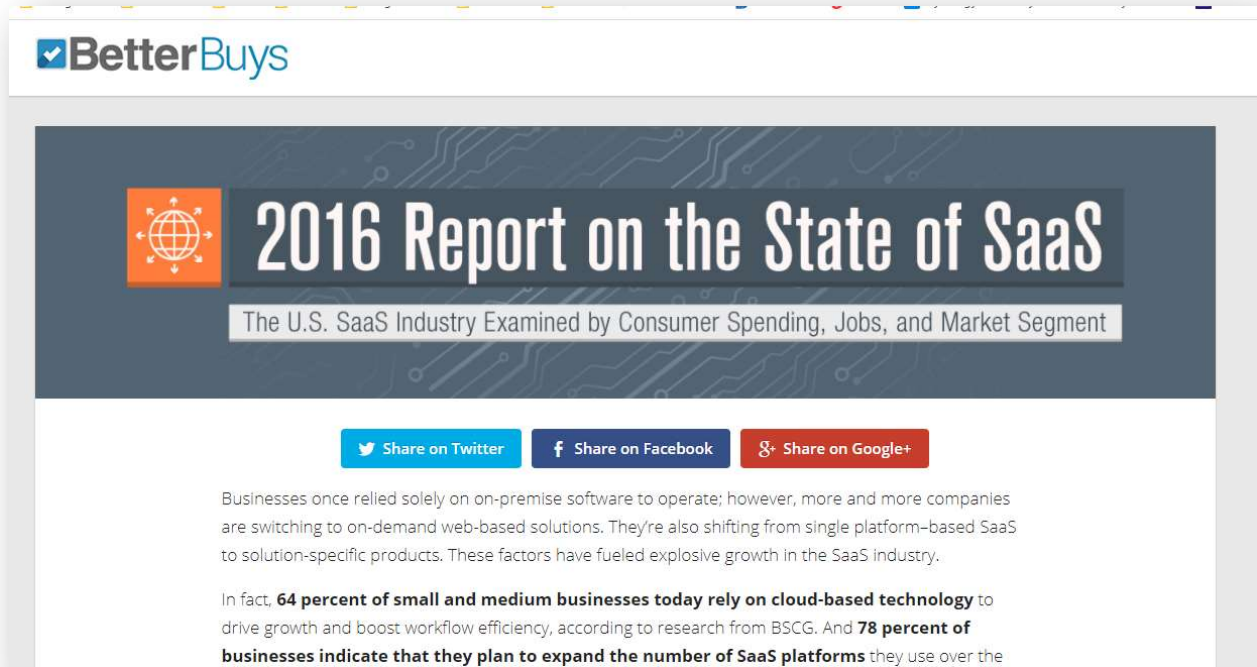 BetterBuys
2016 Report on the State of SaaS
The U.S. SaaS Industry Examined by Consumer Spending, Jobs, and Market Segment
Share on Twitter
Share on Facebook
Share on Google+
Businesses once relied solely on on-premise software to operate; however, more and more companies
are switching to on-demand web-based solutions. They’re also shifting from single platform–based SaaS
to solution-specific products. These factors have fueled explosive growth in the SaaS industry.
In fact, 64 percent of small and medium businesses today rely on cloud-based technology to
drive growth and boost workflow efficiency, according to research from BSCG. And 78 percent of
businesses indicate that they plan to expand the number of SaaS platforms they use over the